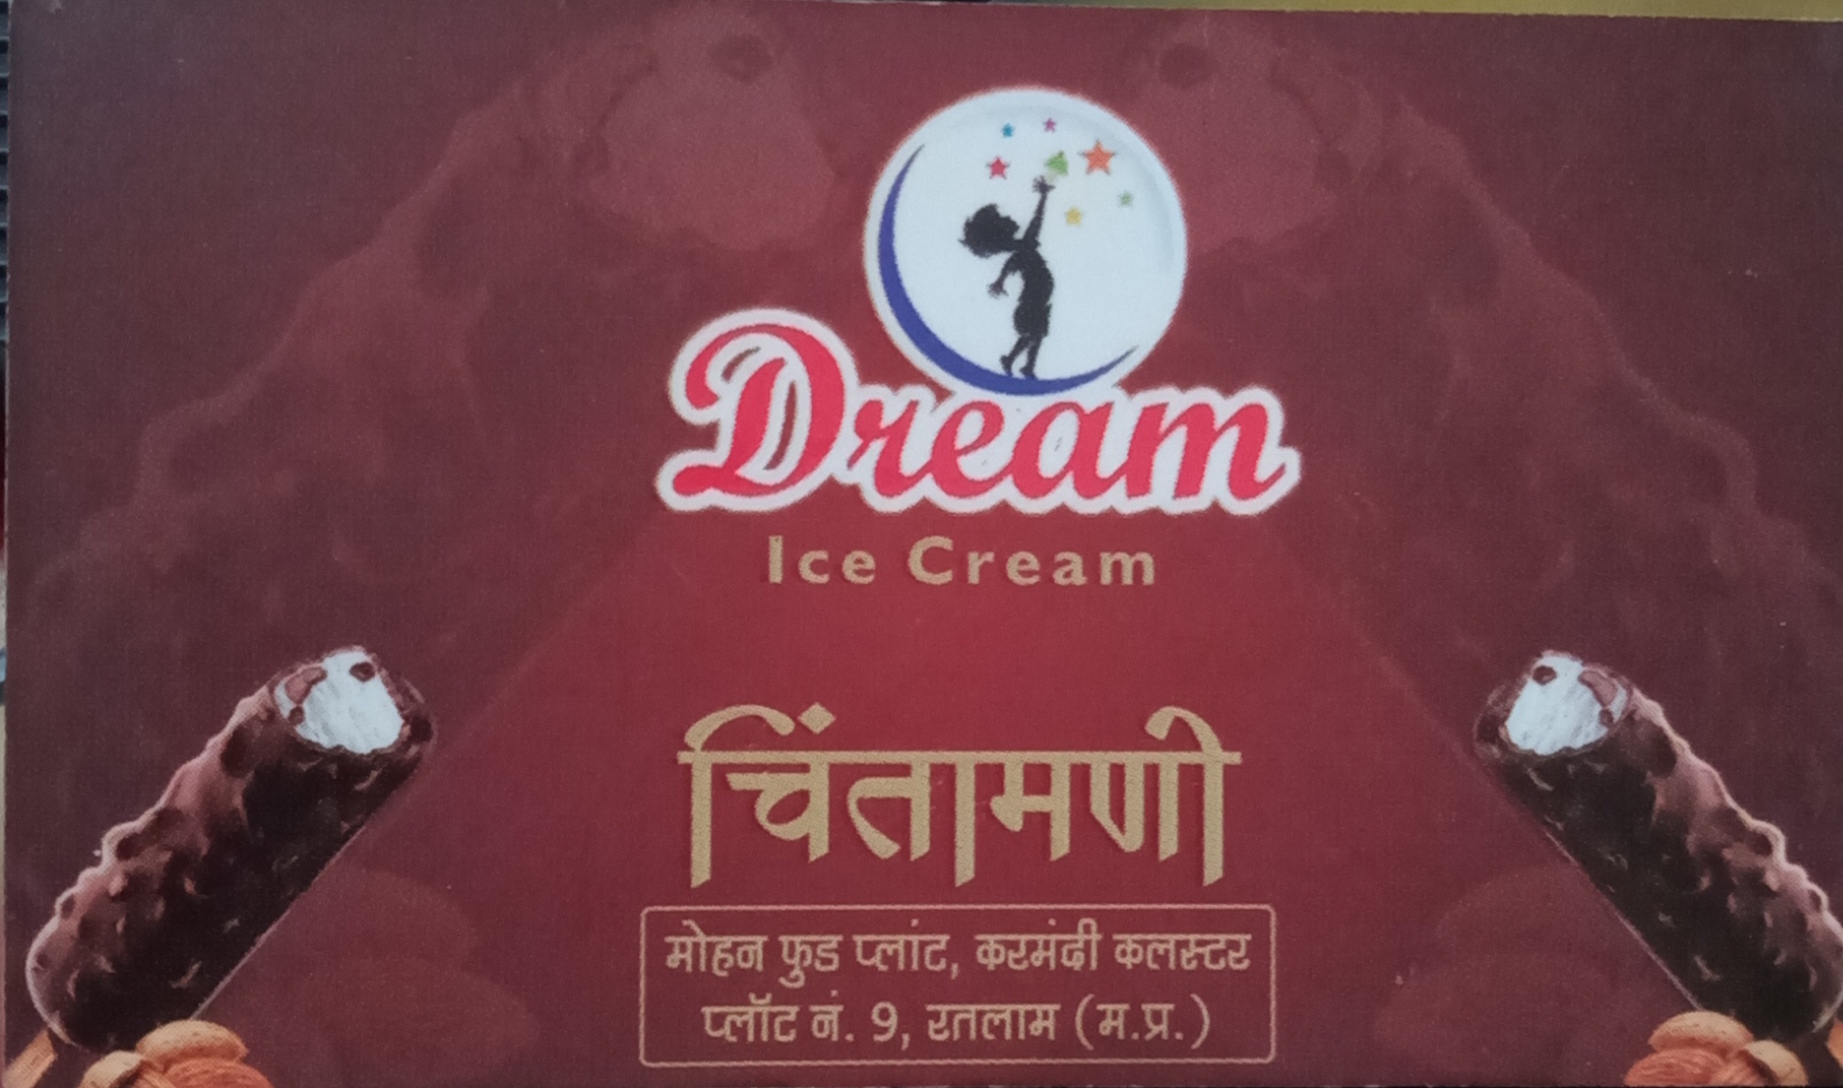 Dream
Ice Cream
चिंतामणी
मोहन फुड प्लांट, करमंदी कलस्टर
प्लॉट नं. 9, रतलाम (म.प्र.)